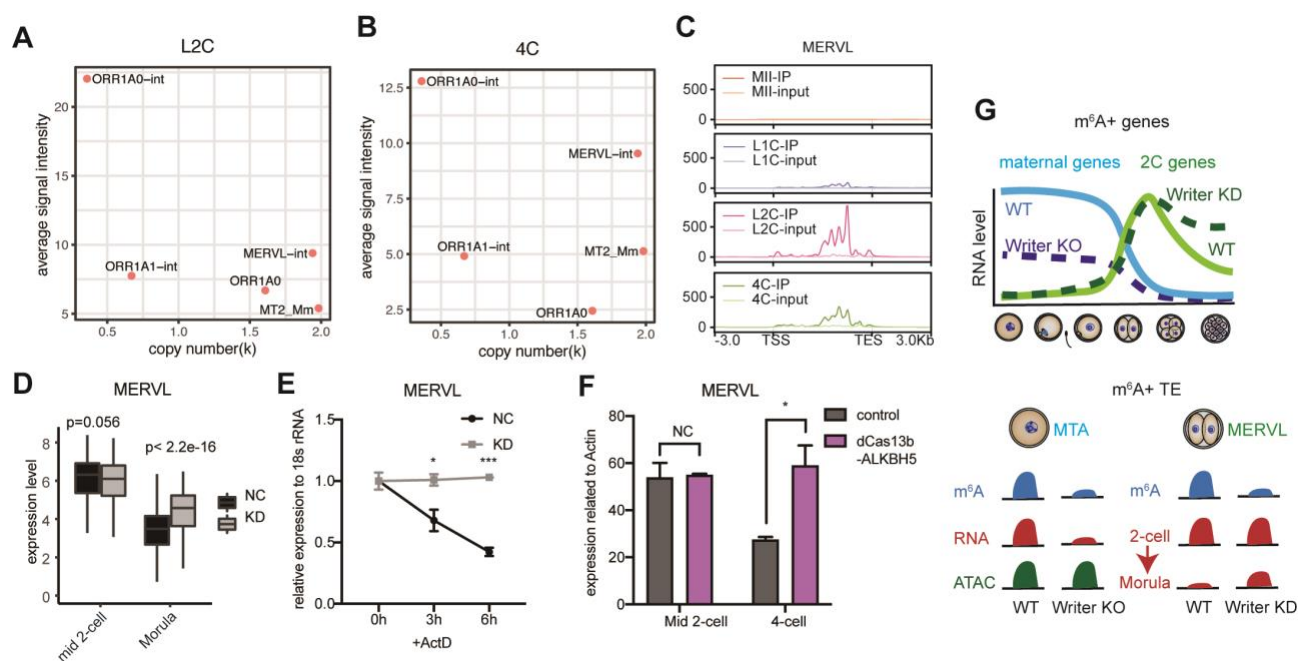 A
L2C
average signal intensity
20
15
10
5
ORR1A0-int
ORR1A1-int
MERVL-int
ORR1A0
MT2_Mm
0.5
1.0
1.5
2.0
copy number(k)
B
4C
average signal intensity
12.5
10.0
7.5
5.0
2.5
ORR1A0-int
MERVL-int
ORR1A1-int
MT2_Mm
ORR1A0
0.5
1.0
1.5
2.0
copy number(k)
C
MERVL
500
0
MII-IP
MII-input
500
0
L1C-IP
L1C-input
500
0
L2C-IP
L2C-input
500
0
4C-IP
4C-input
-3.0
TSS
TES
3.0Kb
D
MERVL
p=0.056
p< 2.2e-16
expression level
8
6
4
2
0
NC
KD
mid 2-cell
Morula
E
MERVL
relative expression to 18s rRNA
1.5
1.0
0.5
0.0
NC
KD
*
***
0h
3h
6h
+ActD
F
MERVL
expression related to Actin
80
60
40
20
0
NC
*
control
dCas13b
-ALKBH5
Mid 2-cell
4-cell
G
m⁶A+ genes
maternal genes
2C genes
RNA level
WT
Writer KO
Writer KD
WT
m⁶A+ TE
MTA
MERVL
m⁶A
m⁶A
RNA
2-cell
ATAC
Morula
WT
Writer KO
WT
Writer KD